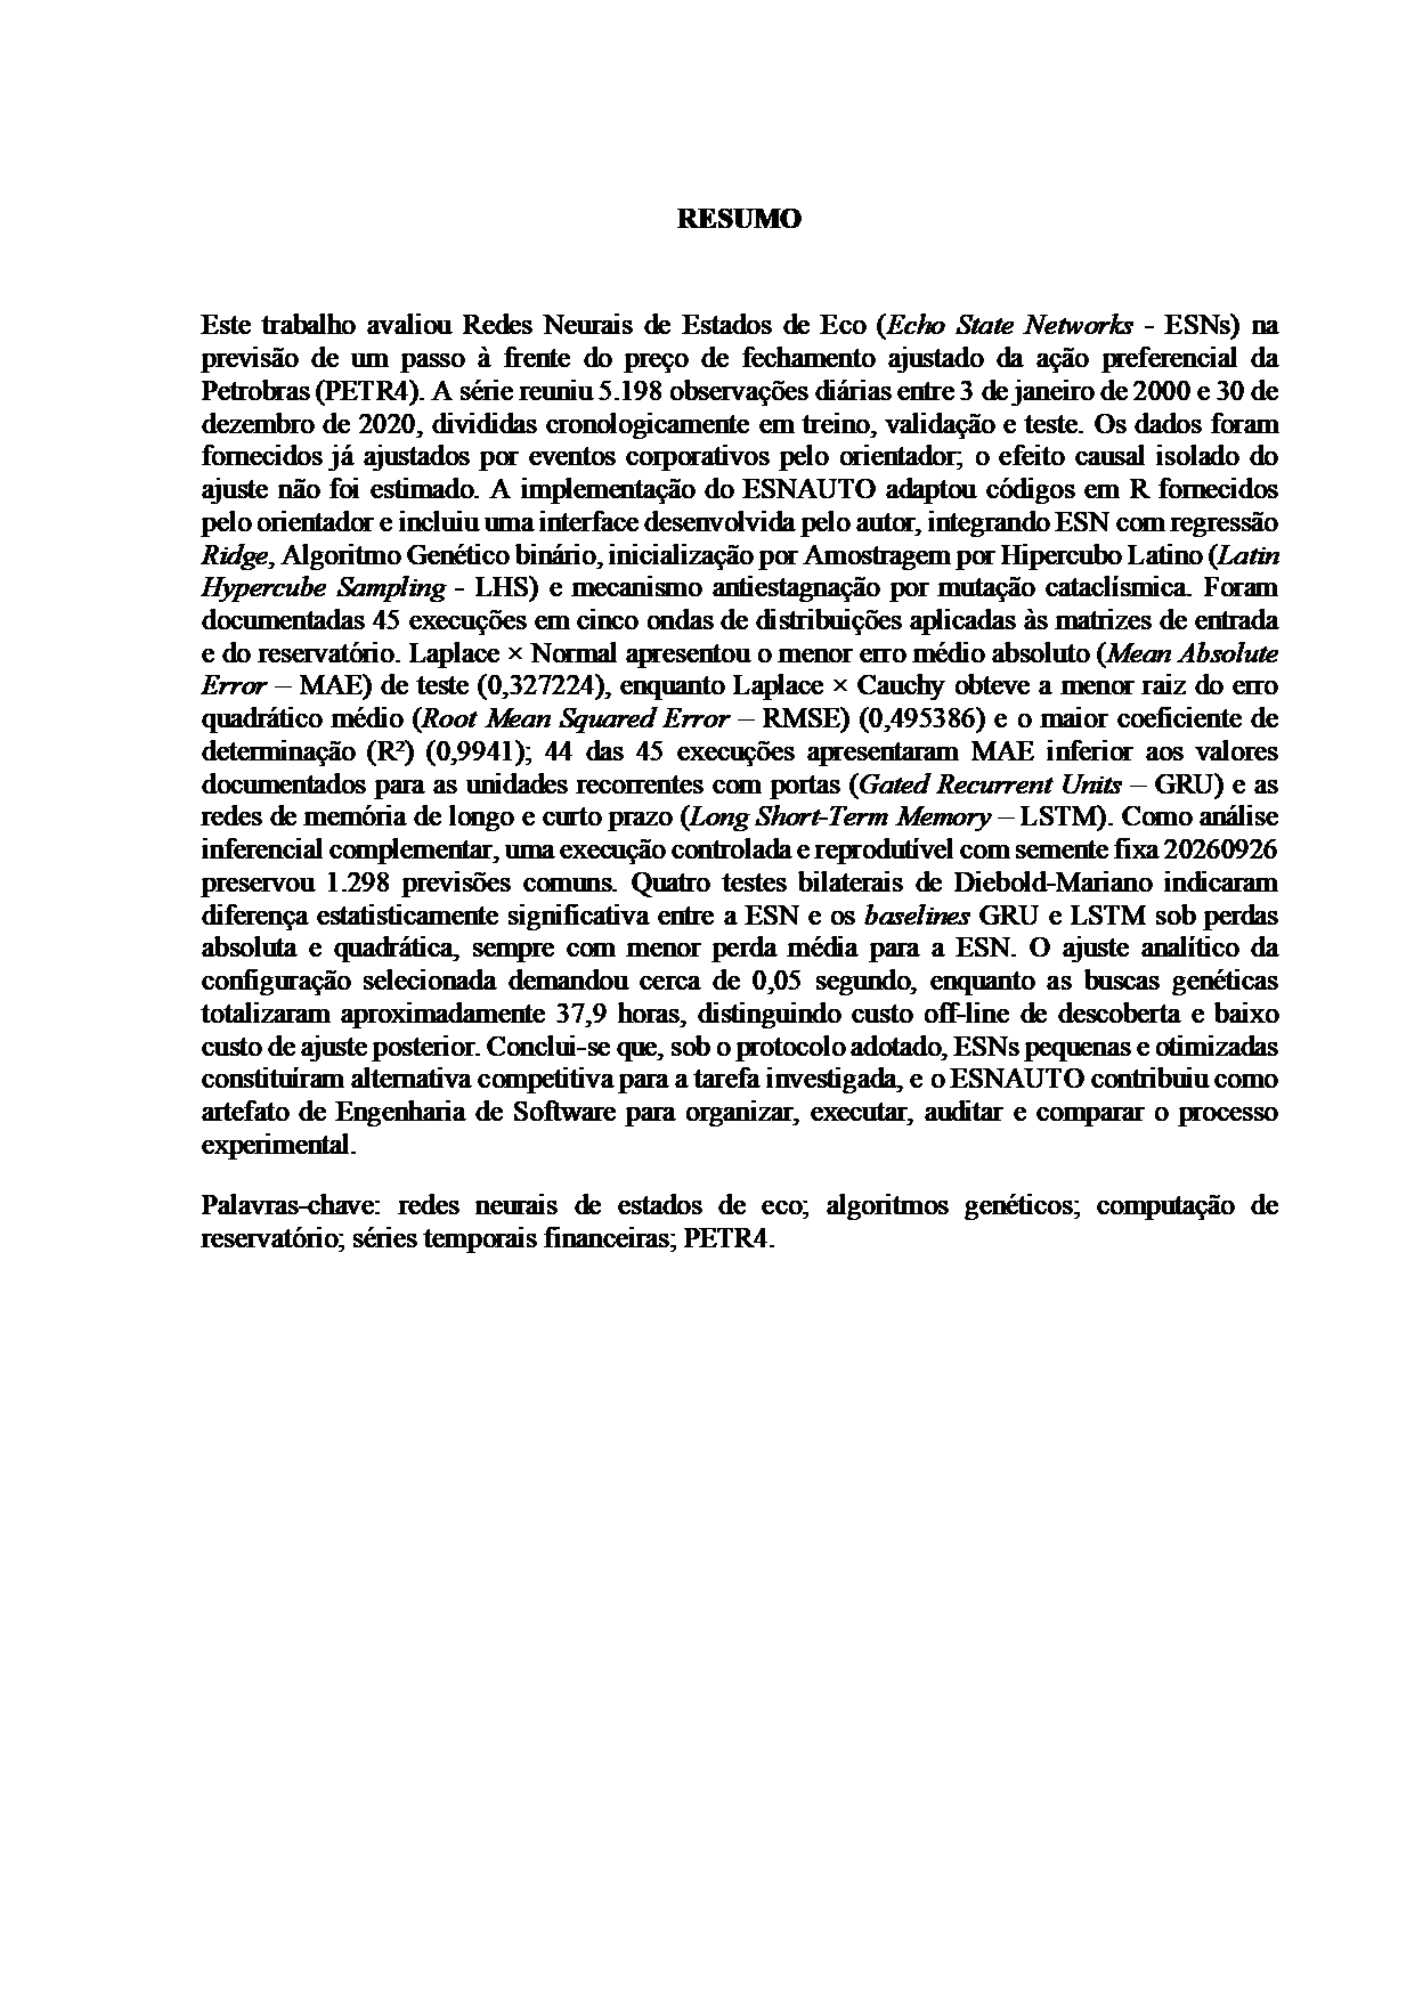 RESUMO
Este trabalho avaliou Redes Neurais de Estados de Eco (Echo State Networks - ESNs) na
previsão de um passo à frente do preço de fechamento ajustado da ação preferencial da
Petrobras (PETR4). A série reuniu 5.198 observações diárias entre 3 de janeiro de 2000 e 30 de
dezembro de 2020, divididas cronologicamente em treino, validação e teste. Os dados foram
fornecidos já ajustados por eventos corporativos pelo orientador; o efeito causal isolado do
ajuste não foi estimado. A implementação do ESNAUTO adaptou códigos em R fornecidos
pelo orientador e incluiu uma interface desenvolvida pelo autor, integrando ESN com regressão
Ridge, Algoritmo Genético binário, inicialização por Amostragem por Hipercubo Latino (Latin
Hypercube Sampling - LHS) e mecanismo antiestagnação por mutação cataclísmica. Foram
documentadas 45 execuções em cinco ondas de distribuições aplicadas às matrizes de entrada
e do reservatório. Laplace × Normal apresentou o menor erro médio absoluto (Mean Absolute
Error – MAE) de teste (0,327224), enquanto Laplace × Cauchy obteve a menor raiz do erro
quadrático médio (Root Mean Squared Error – RMSE) (0,495386) e o maior coeficiente de
determinação (R²) (0,9941); 44 das 45 execuções apresentaram MAE inferior aos valores
documentados para as unidades recorrentes com portas (Gated Recurrent Units – GRU) e as
redes de memória de longo e curto prazo (Long Short-Term Memory – LSTM). Como análise
inferencial complementar, uma execução controlada e reprodutível com semente fixa 20260926
preservou 1.298 previsões comuns. Quatro testes bilaterais de Diebold-Mariano indicaram
diferença estatisticamente significativa entre a ESN e os baselines GRU e LSTM sob perdas
absoluta e quadrática, sempre com menor perda média para a ESN. O ajuste analítico da
configuração selecionada demandou cerca de 0,05 segundo, enquanto as buscas genéticas
totalizaram aproximadamente 37,9 horas, distinguindo custo off-line de descoberta e baixo
custo de ajuste posterior. Conclui-se que, sob o protocolo adotado, ESNs pequenas e otimizadas
constituíram alternativa competitiva para a tarefa investigada, e o ESNAUTO contribuiu como
artefato de Engenharia de Software para organizar, executar, auditar e comparar o processo
experimental.
Palavras-chave: redes neurais de estados de eco; algoritmos genéticos; computação de
reservatório; séries temporais financeiras; PETR4.